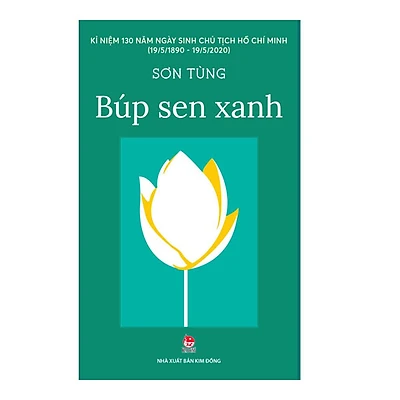 KỈ NIỆM 130 NĂM NGÀY SINH CHỦ TỊCH HỒ CHÍ MINH
(19/5/1890 - 19/5/2020)
SƠN TÙNG
Búp sen xanh
NHÀ XUẤT BẢN KIM ĐỒNG